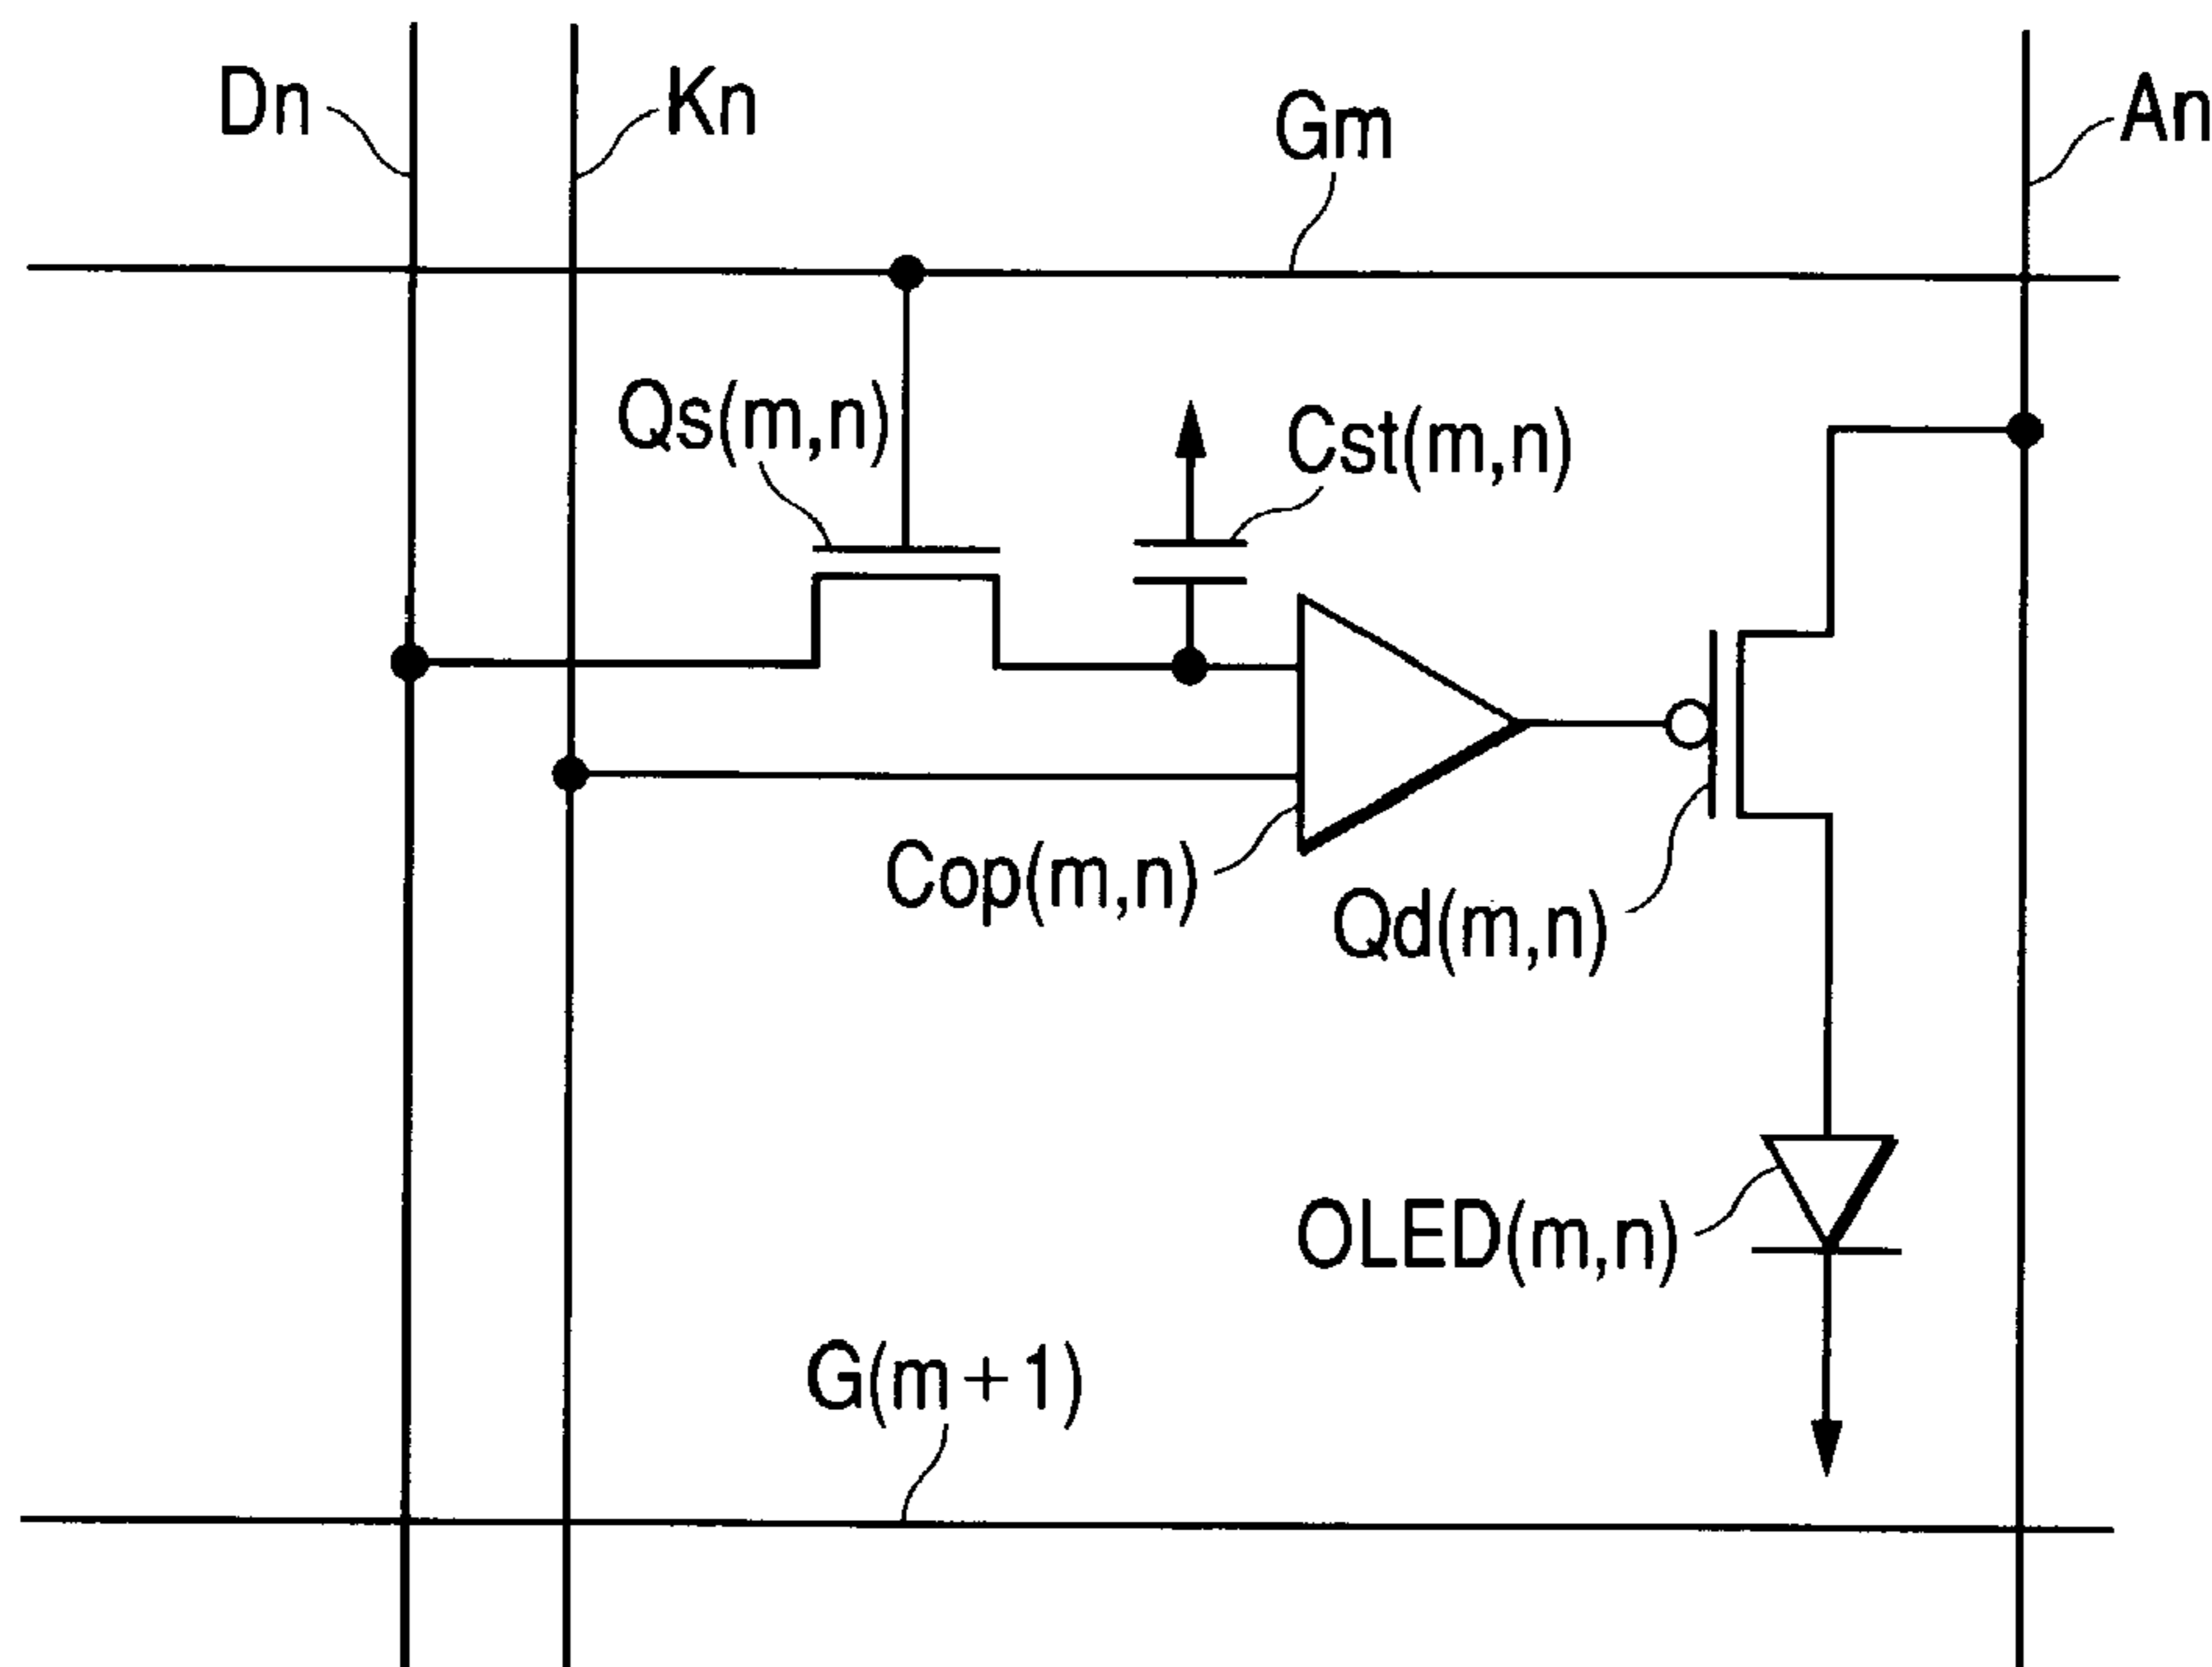 Dn
Kn
Gm
An
Qs(m,n)
Cst(m,n)
Cop(m,n)
Qd(m,n)
OLED(m,n)
G(m+1)